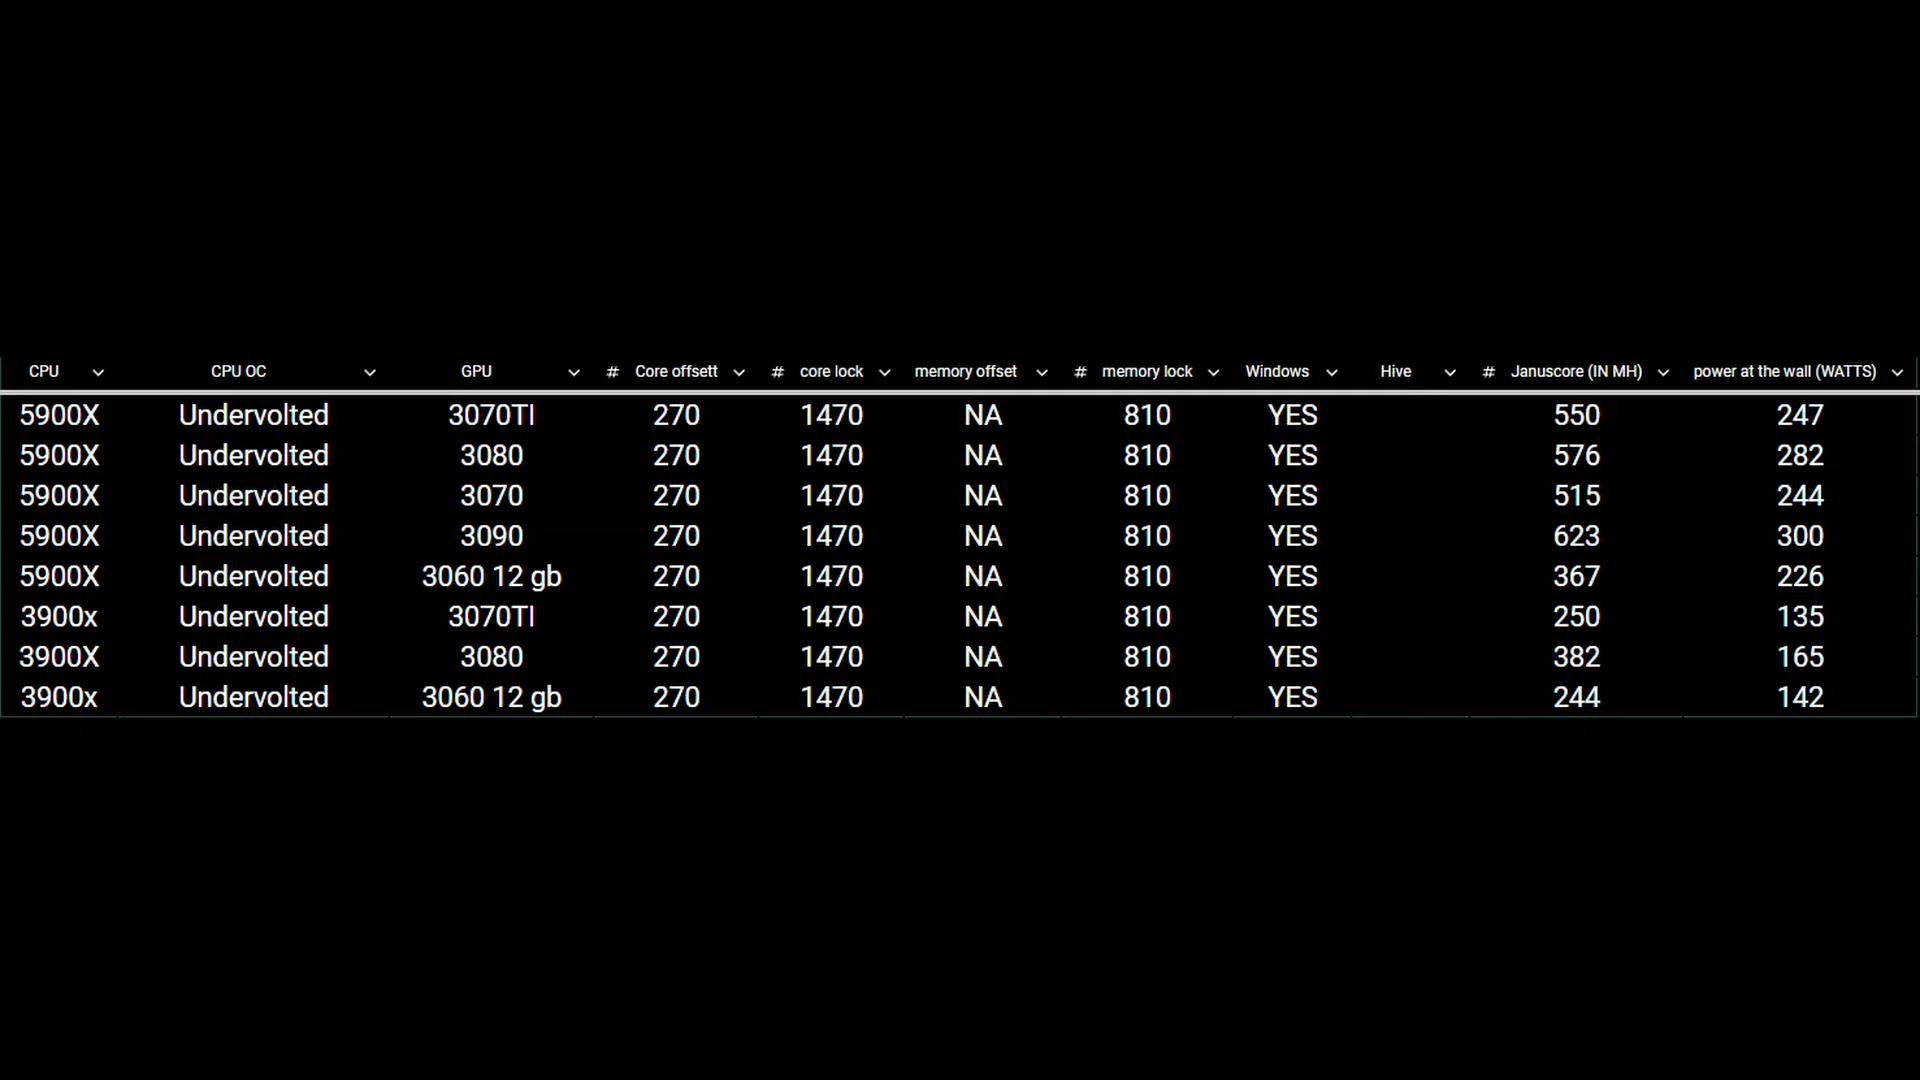 CPU CPU OC GPU # Core offsett # core lock memory offset # memory lock Windows Hive # Januscore (IN MH) power at the wall (WATTS)
5900X Undervolted 3070TI 270 1470 NA 810 YES 550 247
5900X Undervolted 3080 270 1470 NA 810 YES 576 282
5900X Undervolted 3070 270 1470 NA 810 YES 515 244
5900X Undervolted 3090 270 1470 NA 810 YES 623 300
5900X Undervolted 3060 12 gb 270 1470 NA 810 YES 367 226
3900x Undervolted 3070TI 270 1470 NA 810 YES 250 135
3900X Undervolted 3080 270 1470 NA 810 YES 382 165
3900x Undervolted 3060 12 gb 270 1470 NA 810 YES 244 142